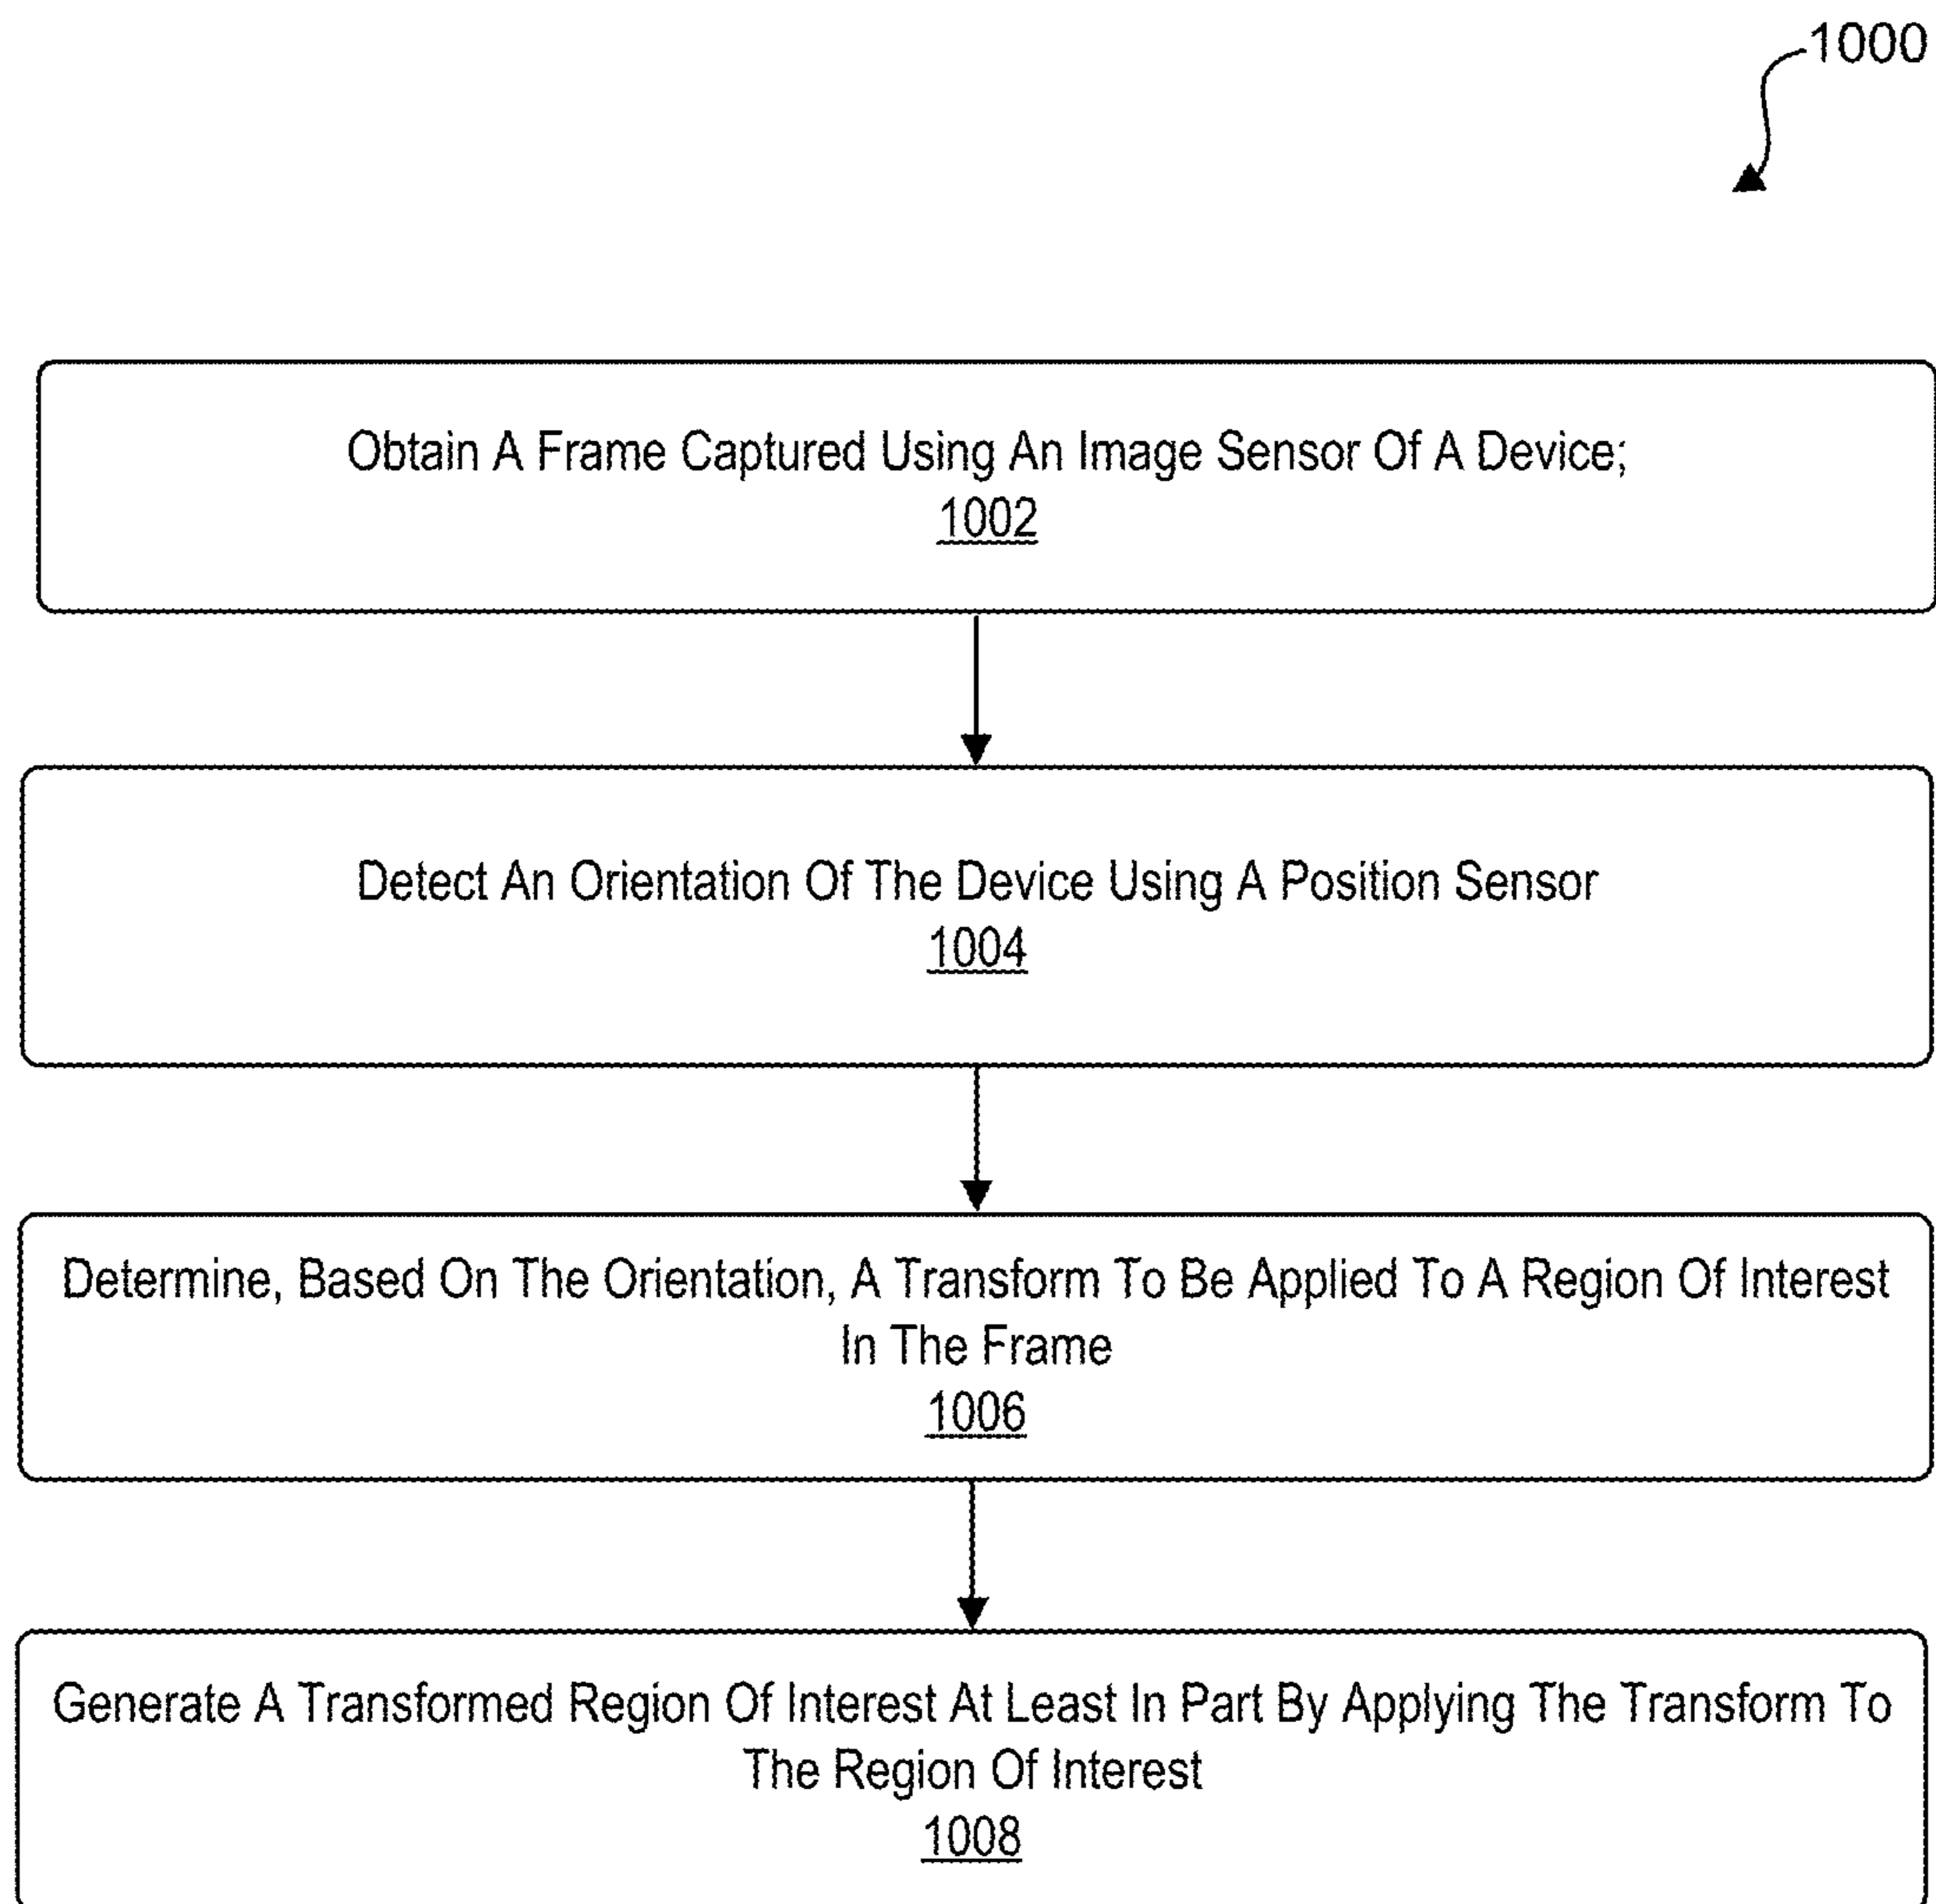 1000
Obtain A Frame Captured Using An Image Sensor Of A Device;
1002
Detect An Orientation Of The Device Using A Position Sensor
1004
Determine, Based On The Orientation, A Transform To Be Applied To A Region Of Interest
In The Frame
1006
Generate A Transformed Region Of Interest At Least In Part By Applying The Transform To
The Region Of Interest
1008